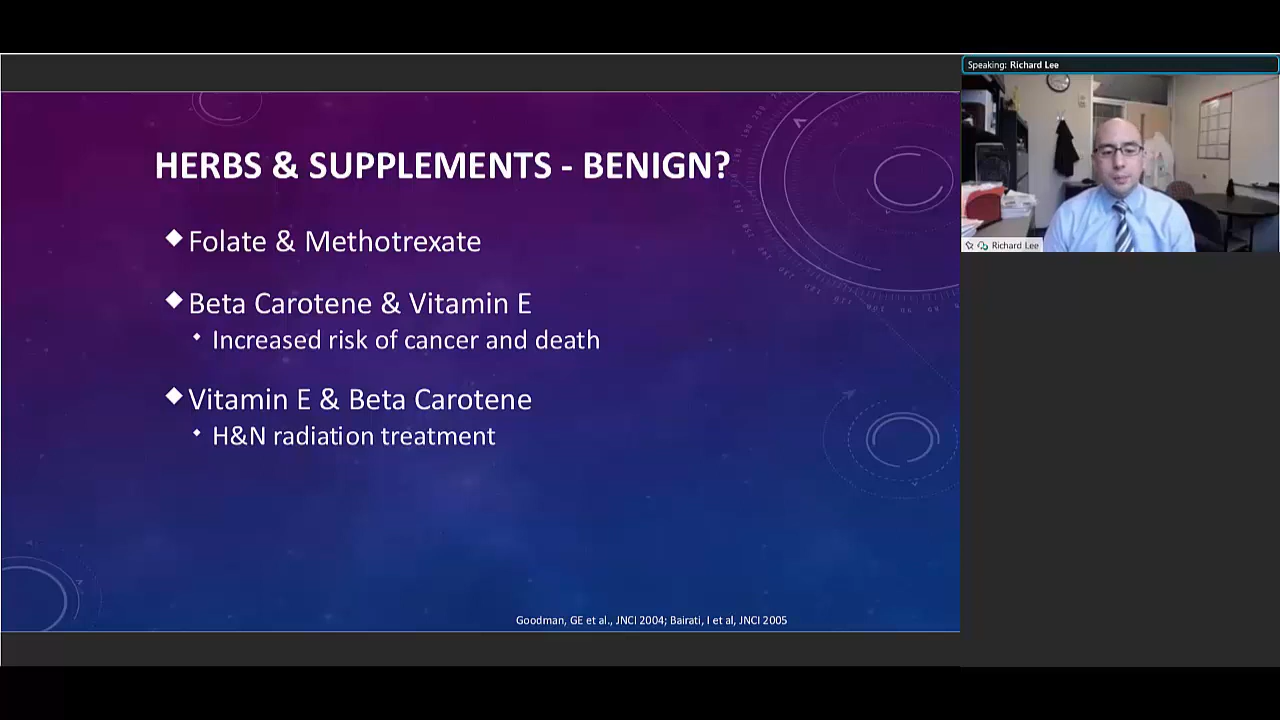 Speaking: Richard Lee
HERBS & SUPPLEMENTS - BENIGN?
Folate & Methotrexate
Beta Carotene & Vitamin E
Increased risk of cancer and death
Vitamin E & Beta Carotene
H&N radiation treatment
Goodman, GE et al., JNCI 2004; Bairati, I et al, JNCI 2005
Richard Lee